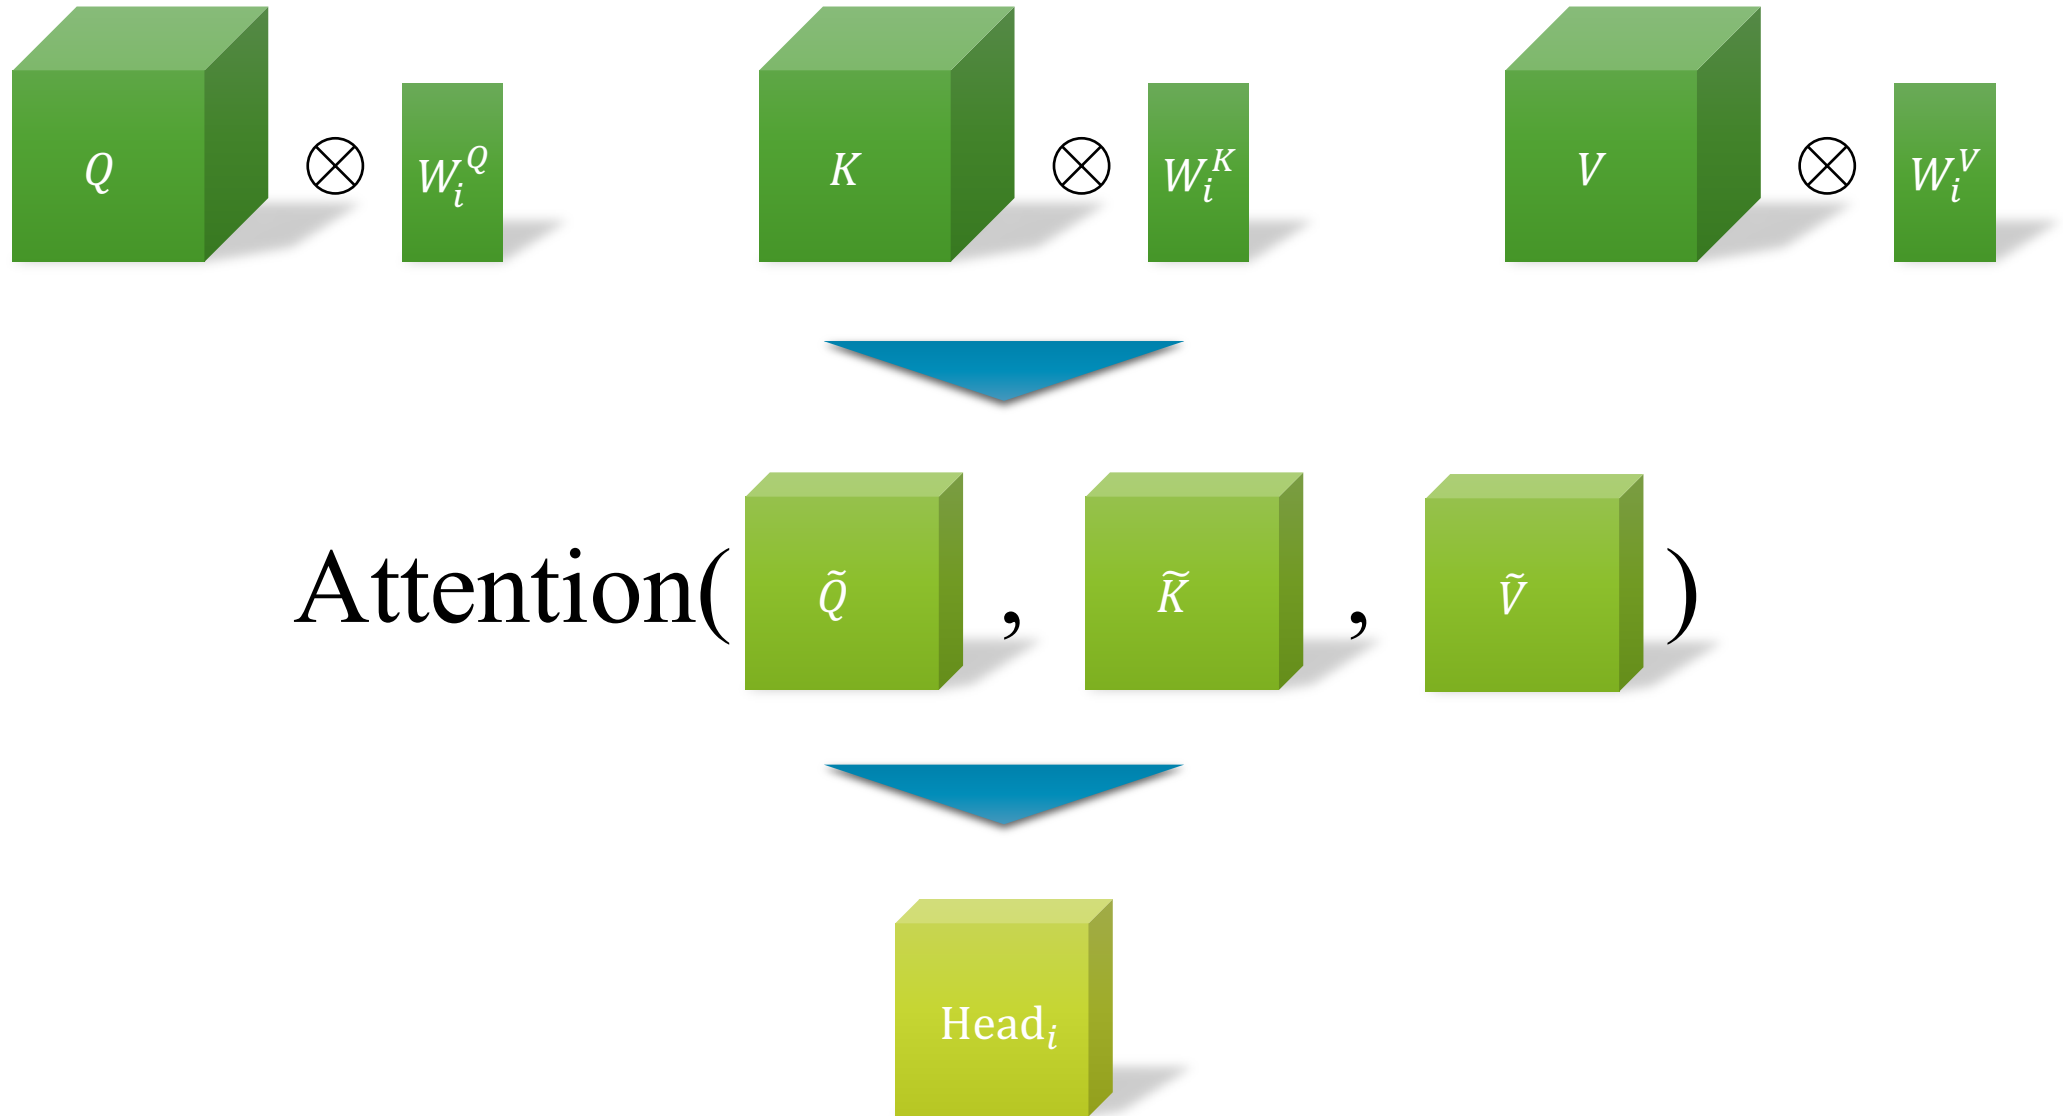 Q ⊗ W_i^Q K ⊗ W_i^K V ⊗ W_i^V
Attention( Q̃ , K̃ , Ṽ )
Head_i